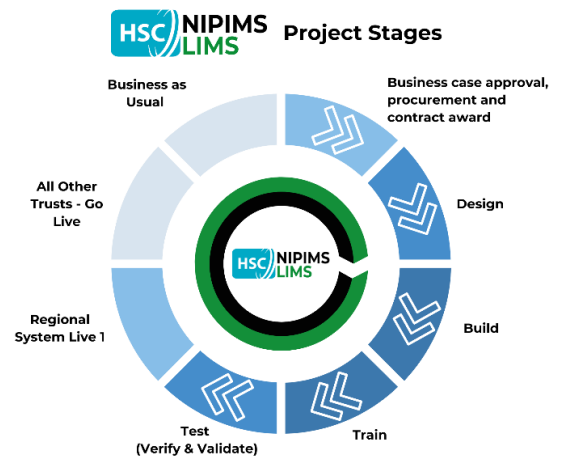 HSC NIPIMS LIMS Project Stages
Business case approval,
procurement and
contract award
Design
Build
Train
Test
(Verify & Validate)
Regional
System Live 1
All Other
Trusts - Go
Live
Business as
Usual
HSC NIPIMS
LIMS